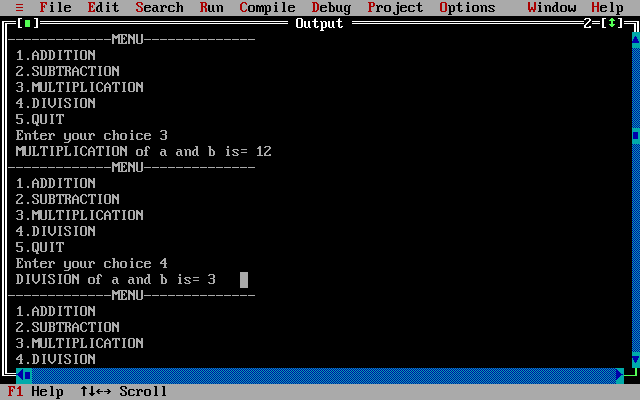 ≡ File Edit Search Run Compile Debug Project Options Window Help
[■] Output 2=[↕]
-------------MENU--------------
1.ADDITION
2.SUBTRACTION
3.MULTIPLICATION
4.DIVISION
5.QUIT
Enter your choice 3
MULTIPLICATION of a and b is= 12
-------------MENU--------------
1.ADDITION
2.SUBTRACTION
3.MULTIPLICATION
4.DIVISION
5.QUIT
Enter your choice 4
DIVISION of a and b is= 3
-------------MENU--------------
1.ADDITION
2.SUBTRACTION
3.MULTIPLICATION
4.DIVISION
F1 Help ↑↓←→ Scroll